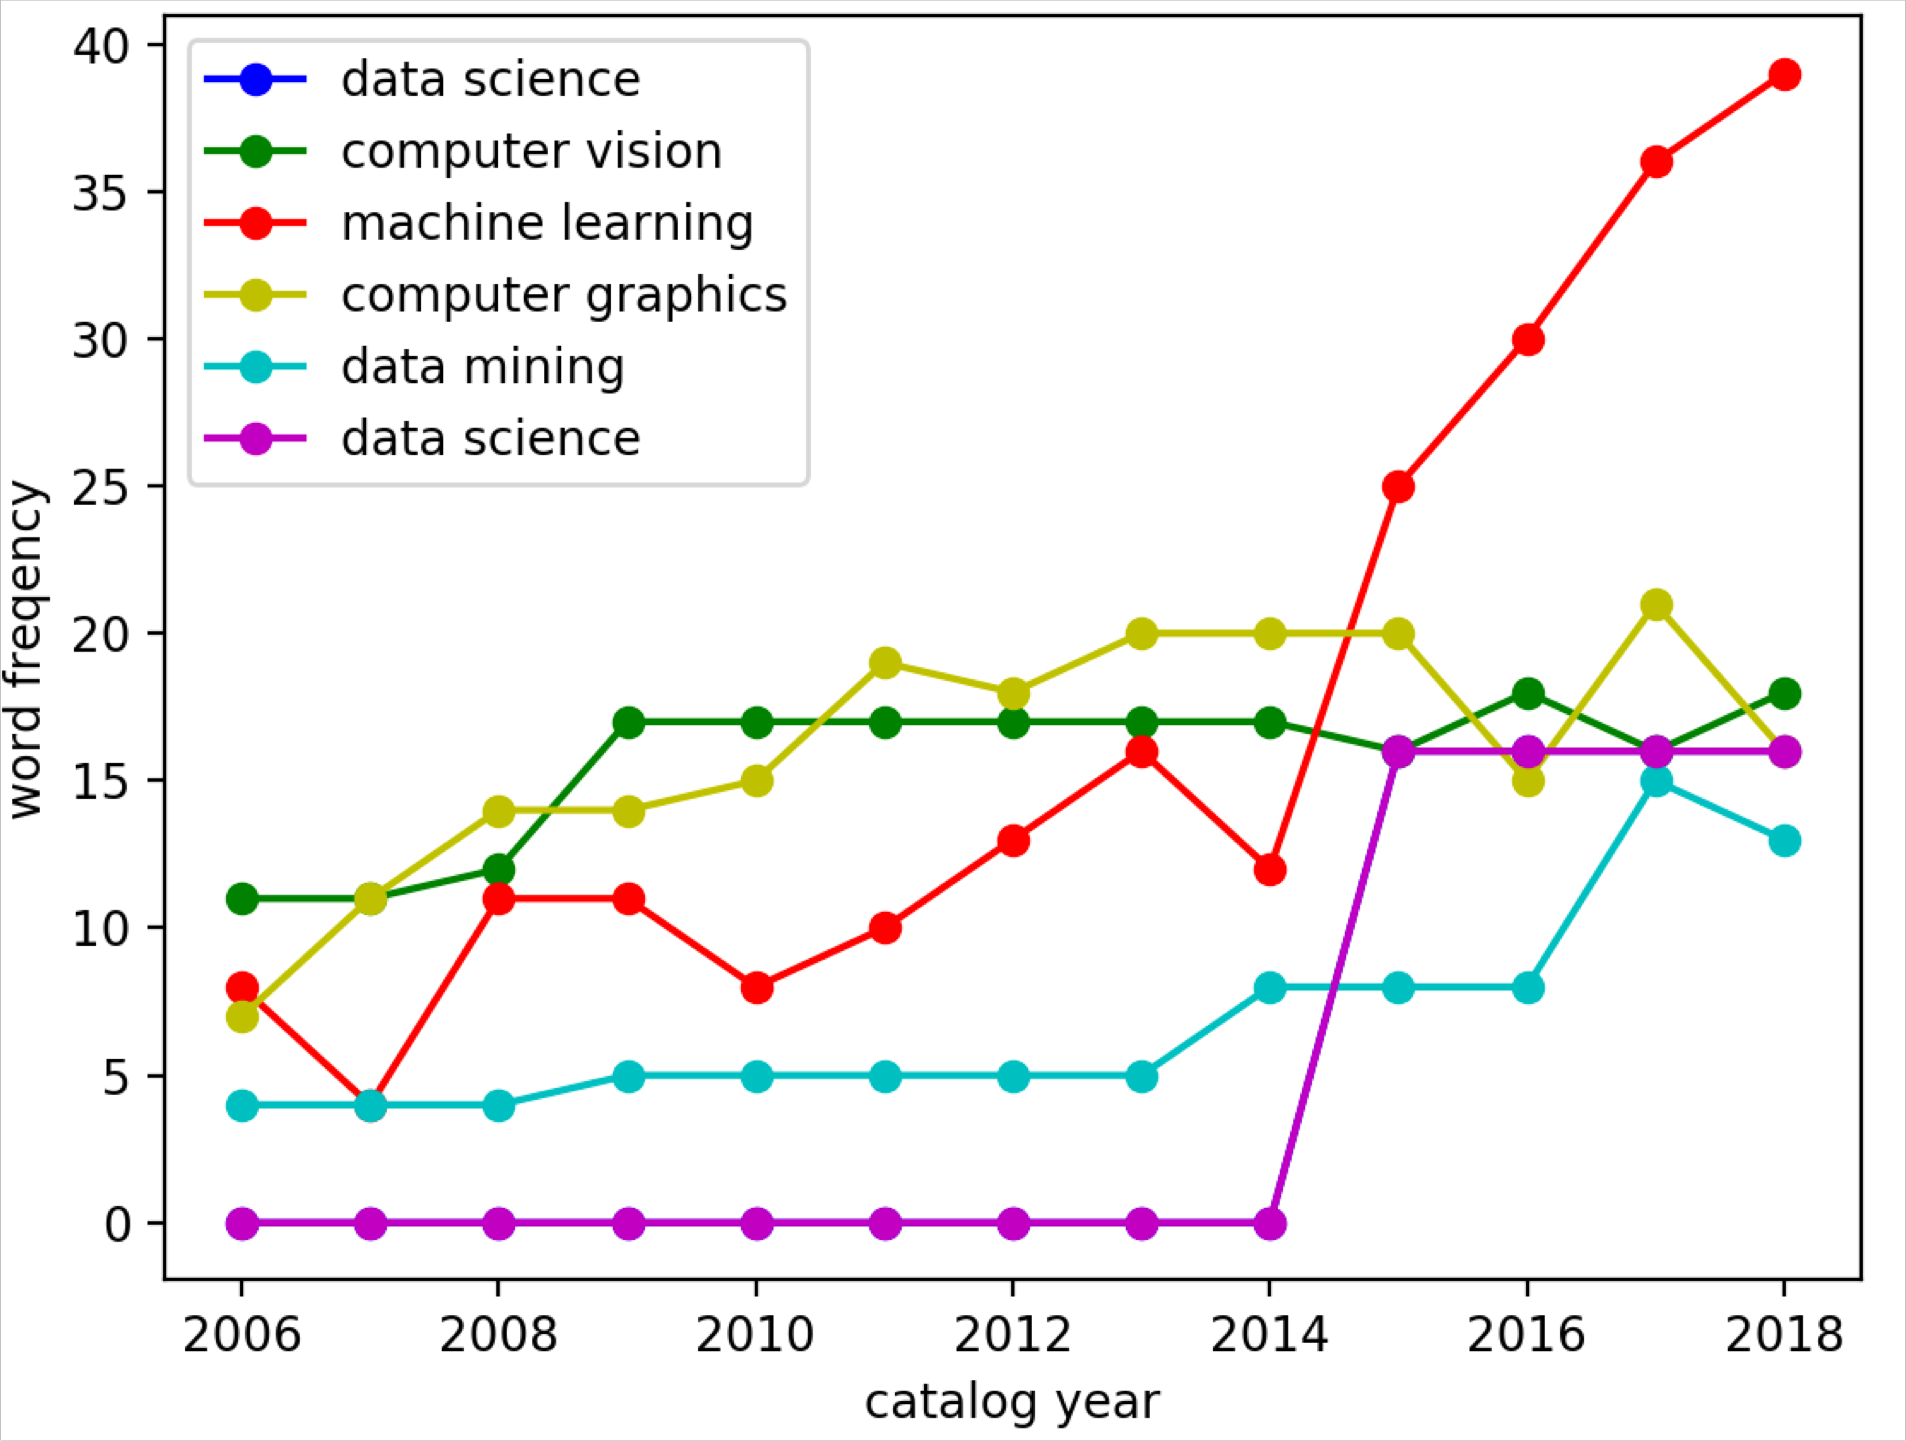 40
35
30
25
20
15
10
5
0
word freqency
data science
computer vision
machine learning
computer graphics
data mining
data science
2006 2008 2010 2012 2014 2016 2018
catalog year